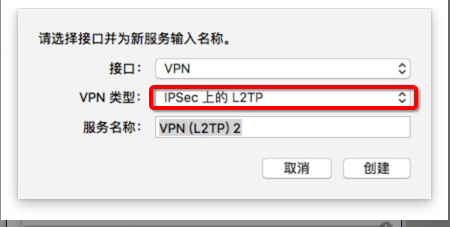 请选择接口并为新服务输入名称。
接口： VPN
VPN 类型： IPSec 上的 L2TP
服务名称： VPN (L2TP) 2
取消 创建